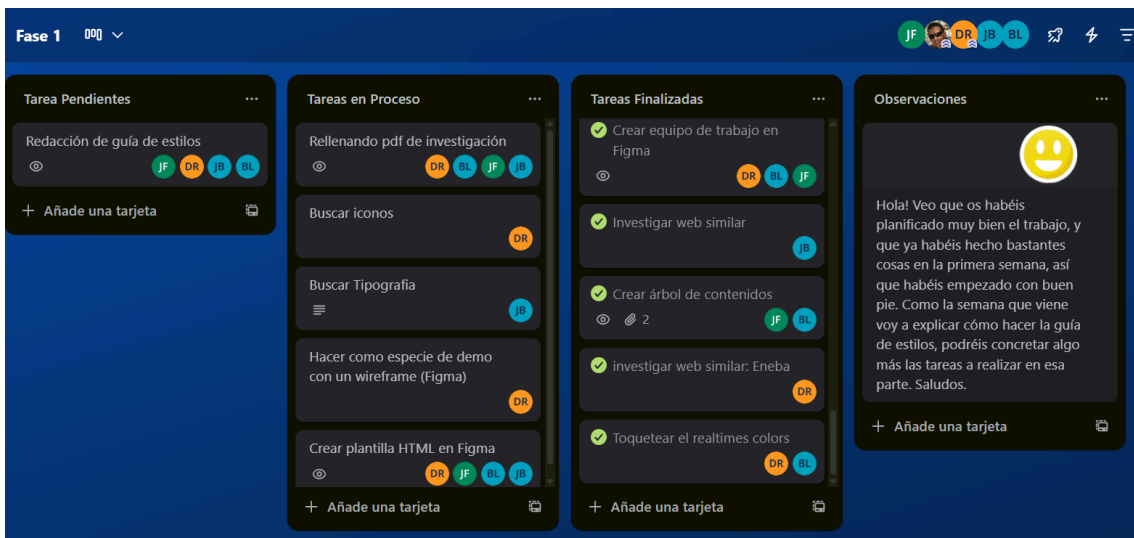 Fase 1
JF DR JB BL
Tarea Pendientes
Redacción de guía de estilos
JF DR JB BL
+ Añade una tarjeta
Tareas en Proceso
Rellenando pdf de investigación
DR BL JF JB
Buscar iconos
DR
Buscar Tipografia
JB
Hacer como especie de demo
con un wireframe (Figma)
DR
Crear plantilla HTML en Figma
DR JF BL JB
+ Añade una tarjeta
Tareas Finalizadas
Crear equipo de trabajo en
Figma
DR BL JF
Investigar web similar
JB
Crear árbol de contenidos
2 JF BL
investigar web similar: Eneba
DR
Toquetear el realtimes colors
DR BL
+ Añade una tarjeta
Observaciones
Hola! Veo que os habéis
planificado muy bien el trabajo, y
que ya habéis hecho bastantes
cosas en la primera semana, así
que habéis empezado con buen
pie. Como la semana que viene
voy a explicar cómo hacer la guía
de estilos, podréis concretar algo
más las tareas a realizar en esa
parte. Saludos.
+ Añade una tarjeta